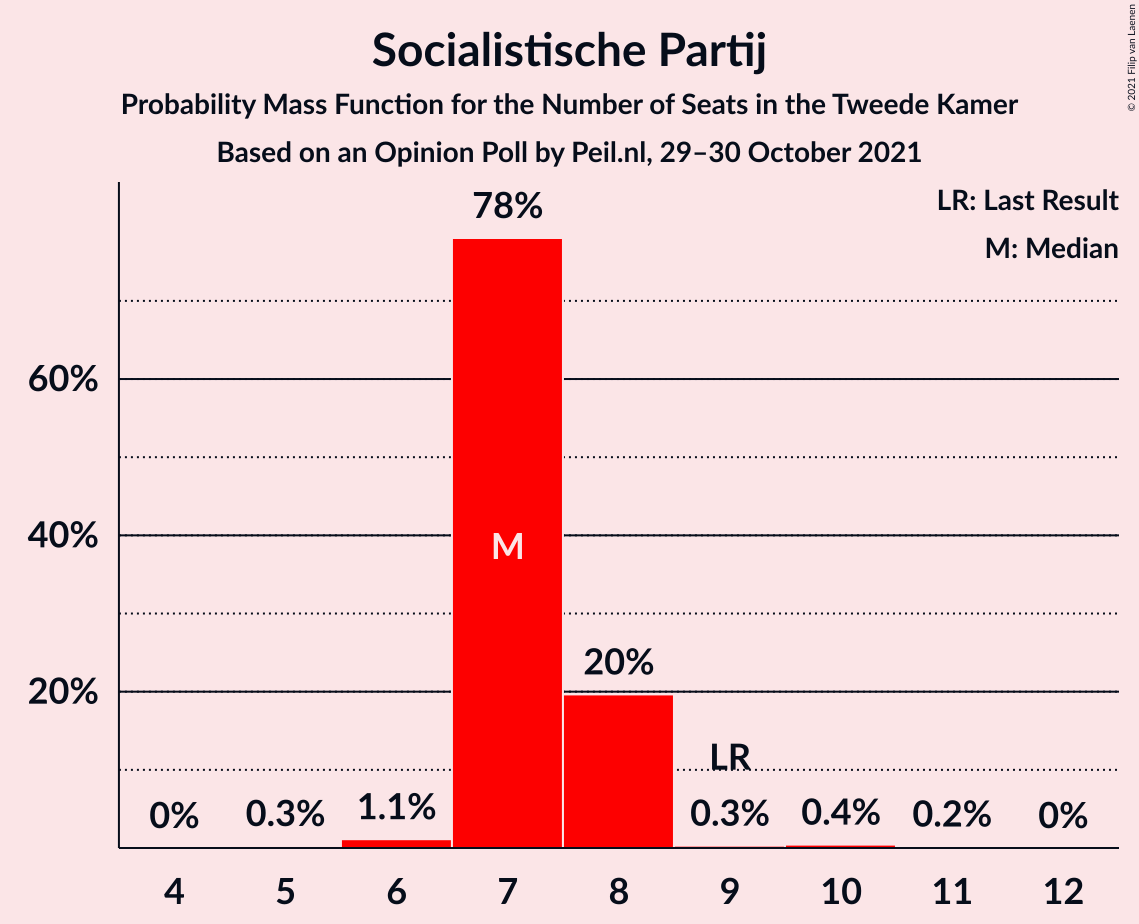 Socialistische Partij
Probability Mass Function for the Number of Seats in the Tweede Kamer
Based on an Opinion Poll by Peil.nl, 29–30 October 2021
© 2021 Filip van Laenen
LR: Last Result
M: Median
78%
60%
40%
M
20%
20%
LR
0%
0.3%
1.1%
0.3%
0.4%
0.2%
0%
4
5
6
7
8
9
10
11
12